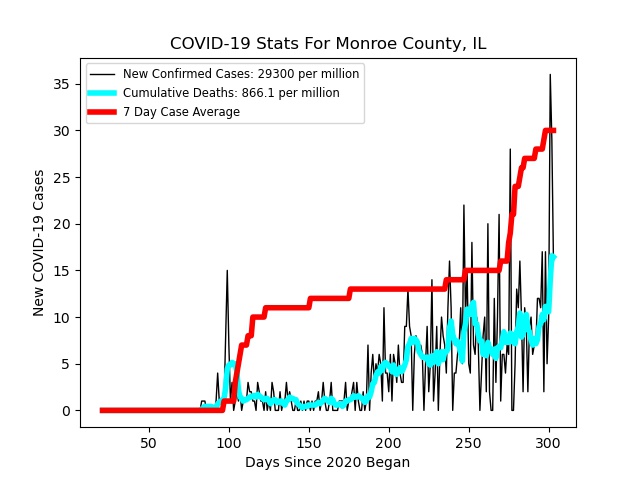 COVID-19 Stats For Monroe County, IL
New Confirmed Cases: 29300 per million
Cumulative Deaths: 866.1 per million
7 Day Case Average
New COVID-19 Cases
35
30
25
20
15
10
5
0
50 100 150 200 250 300
Days Since 2020 Began